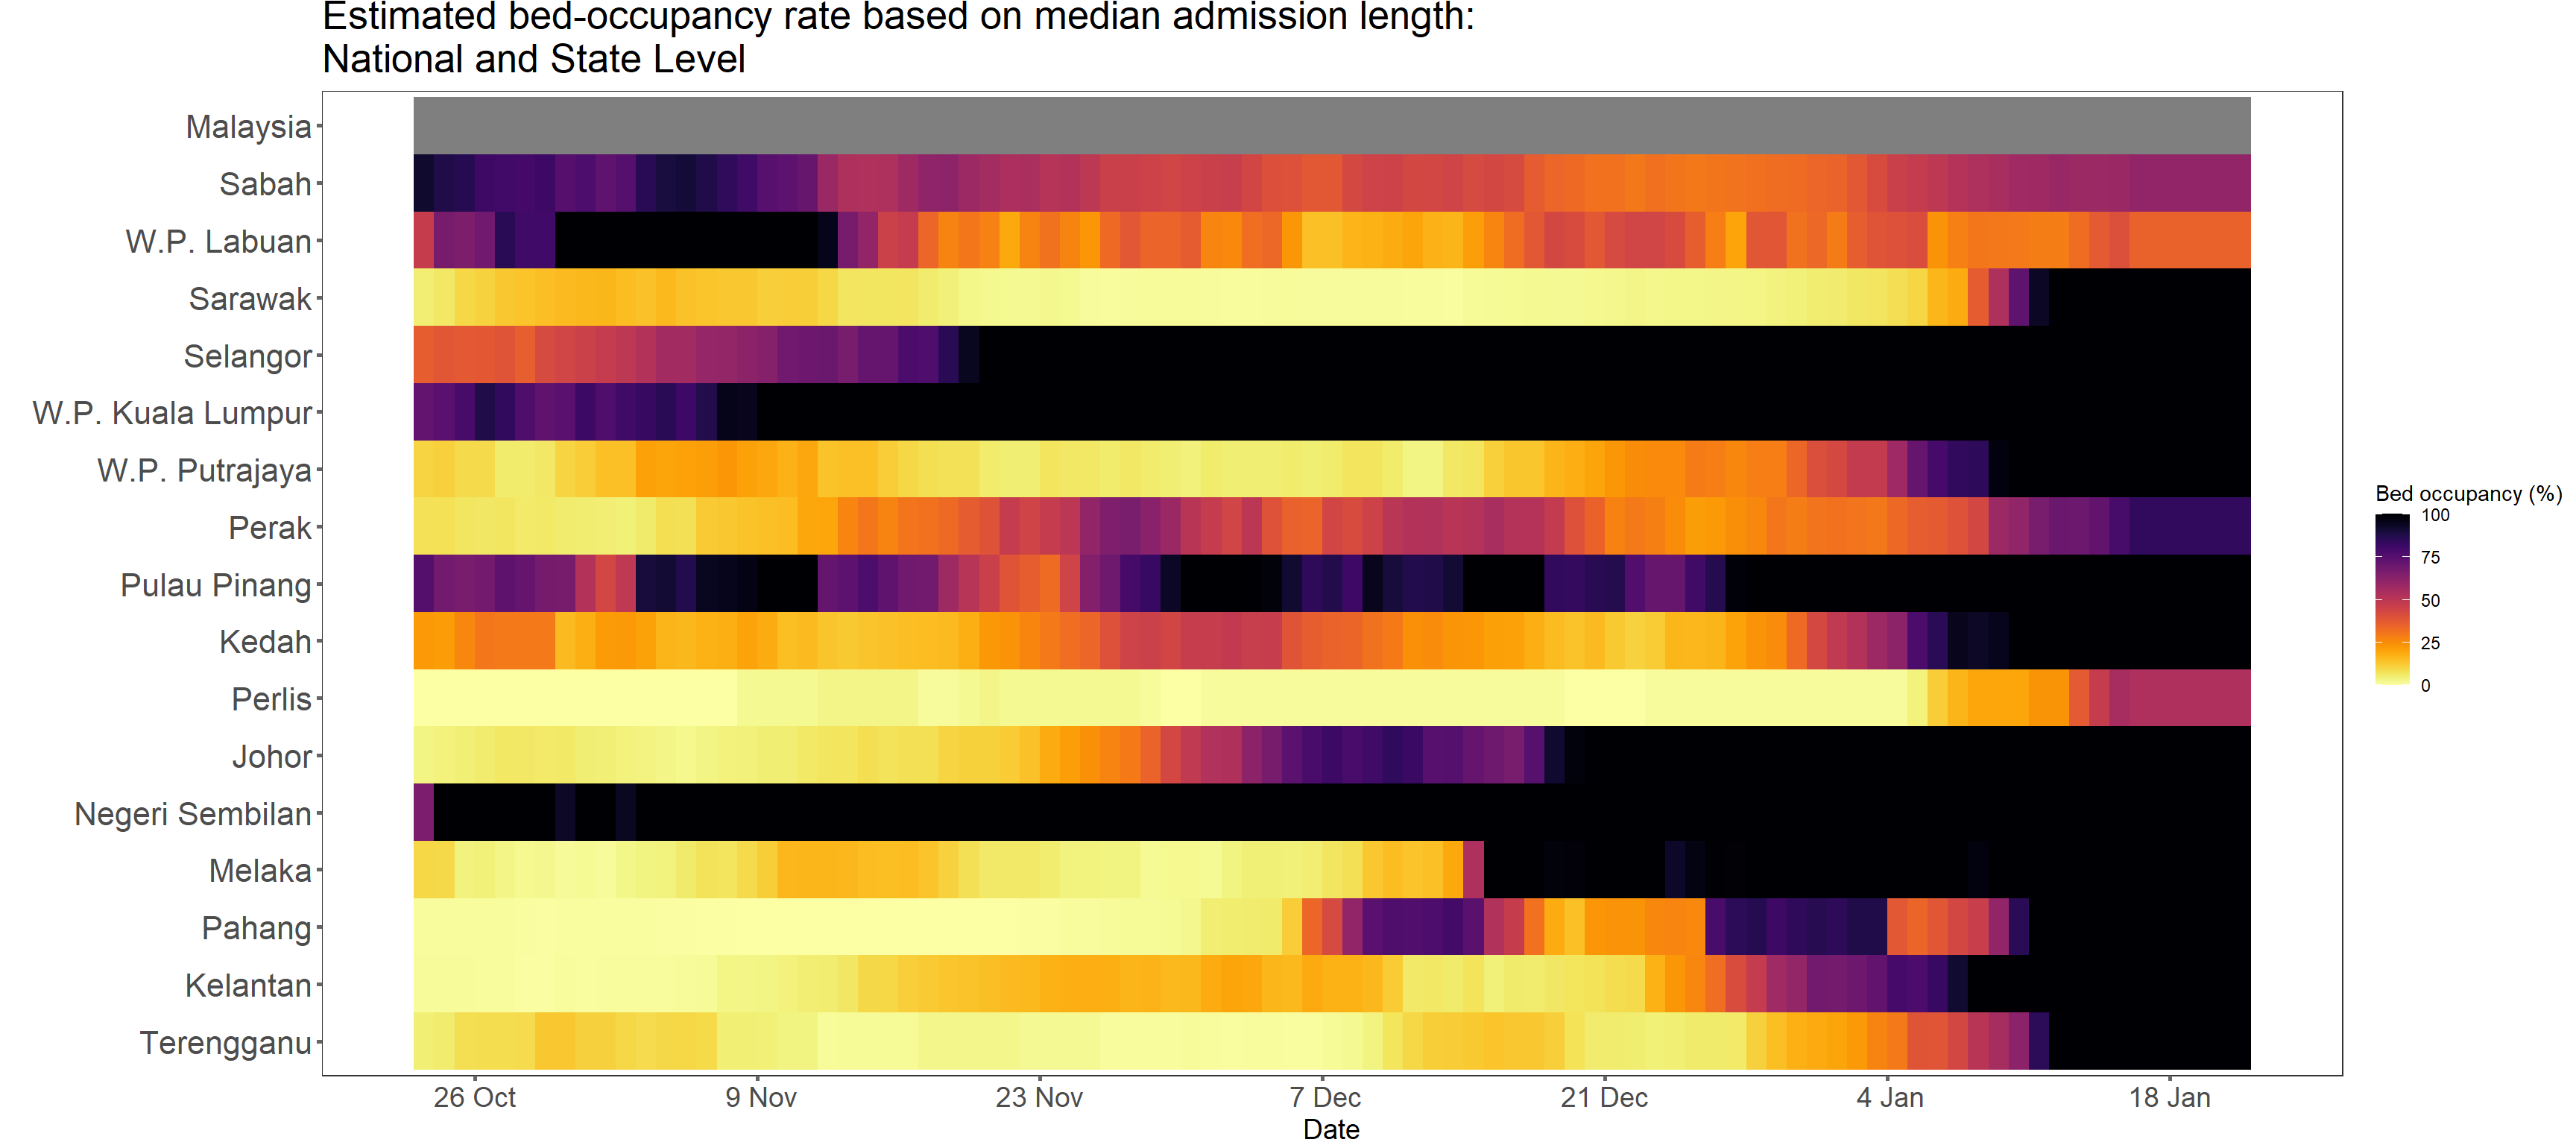 Estimated bed-occupancy rate based on median admission length:
National and State Level
Malaysia
Sabah
W.P. Labuan
Sarawak
Selangor
W.P. Kuala Lumpur
W.P. Putrajaya
Perak
Pulau Pinang
Kedah
Perlis
Johor
Negeri Sembilan
Melaka
Pahang
Kelantan
Terengganu
26 Oct 9 Nov 23 Nov 7 Dec 21 Dec 4 Jan 18 Jan
Date
Bed occupancy (%)
100
75
50
25
0